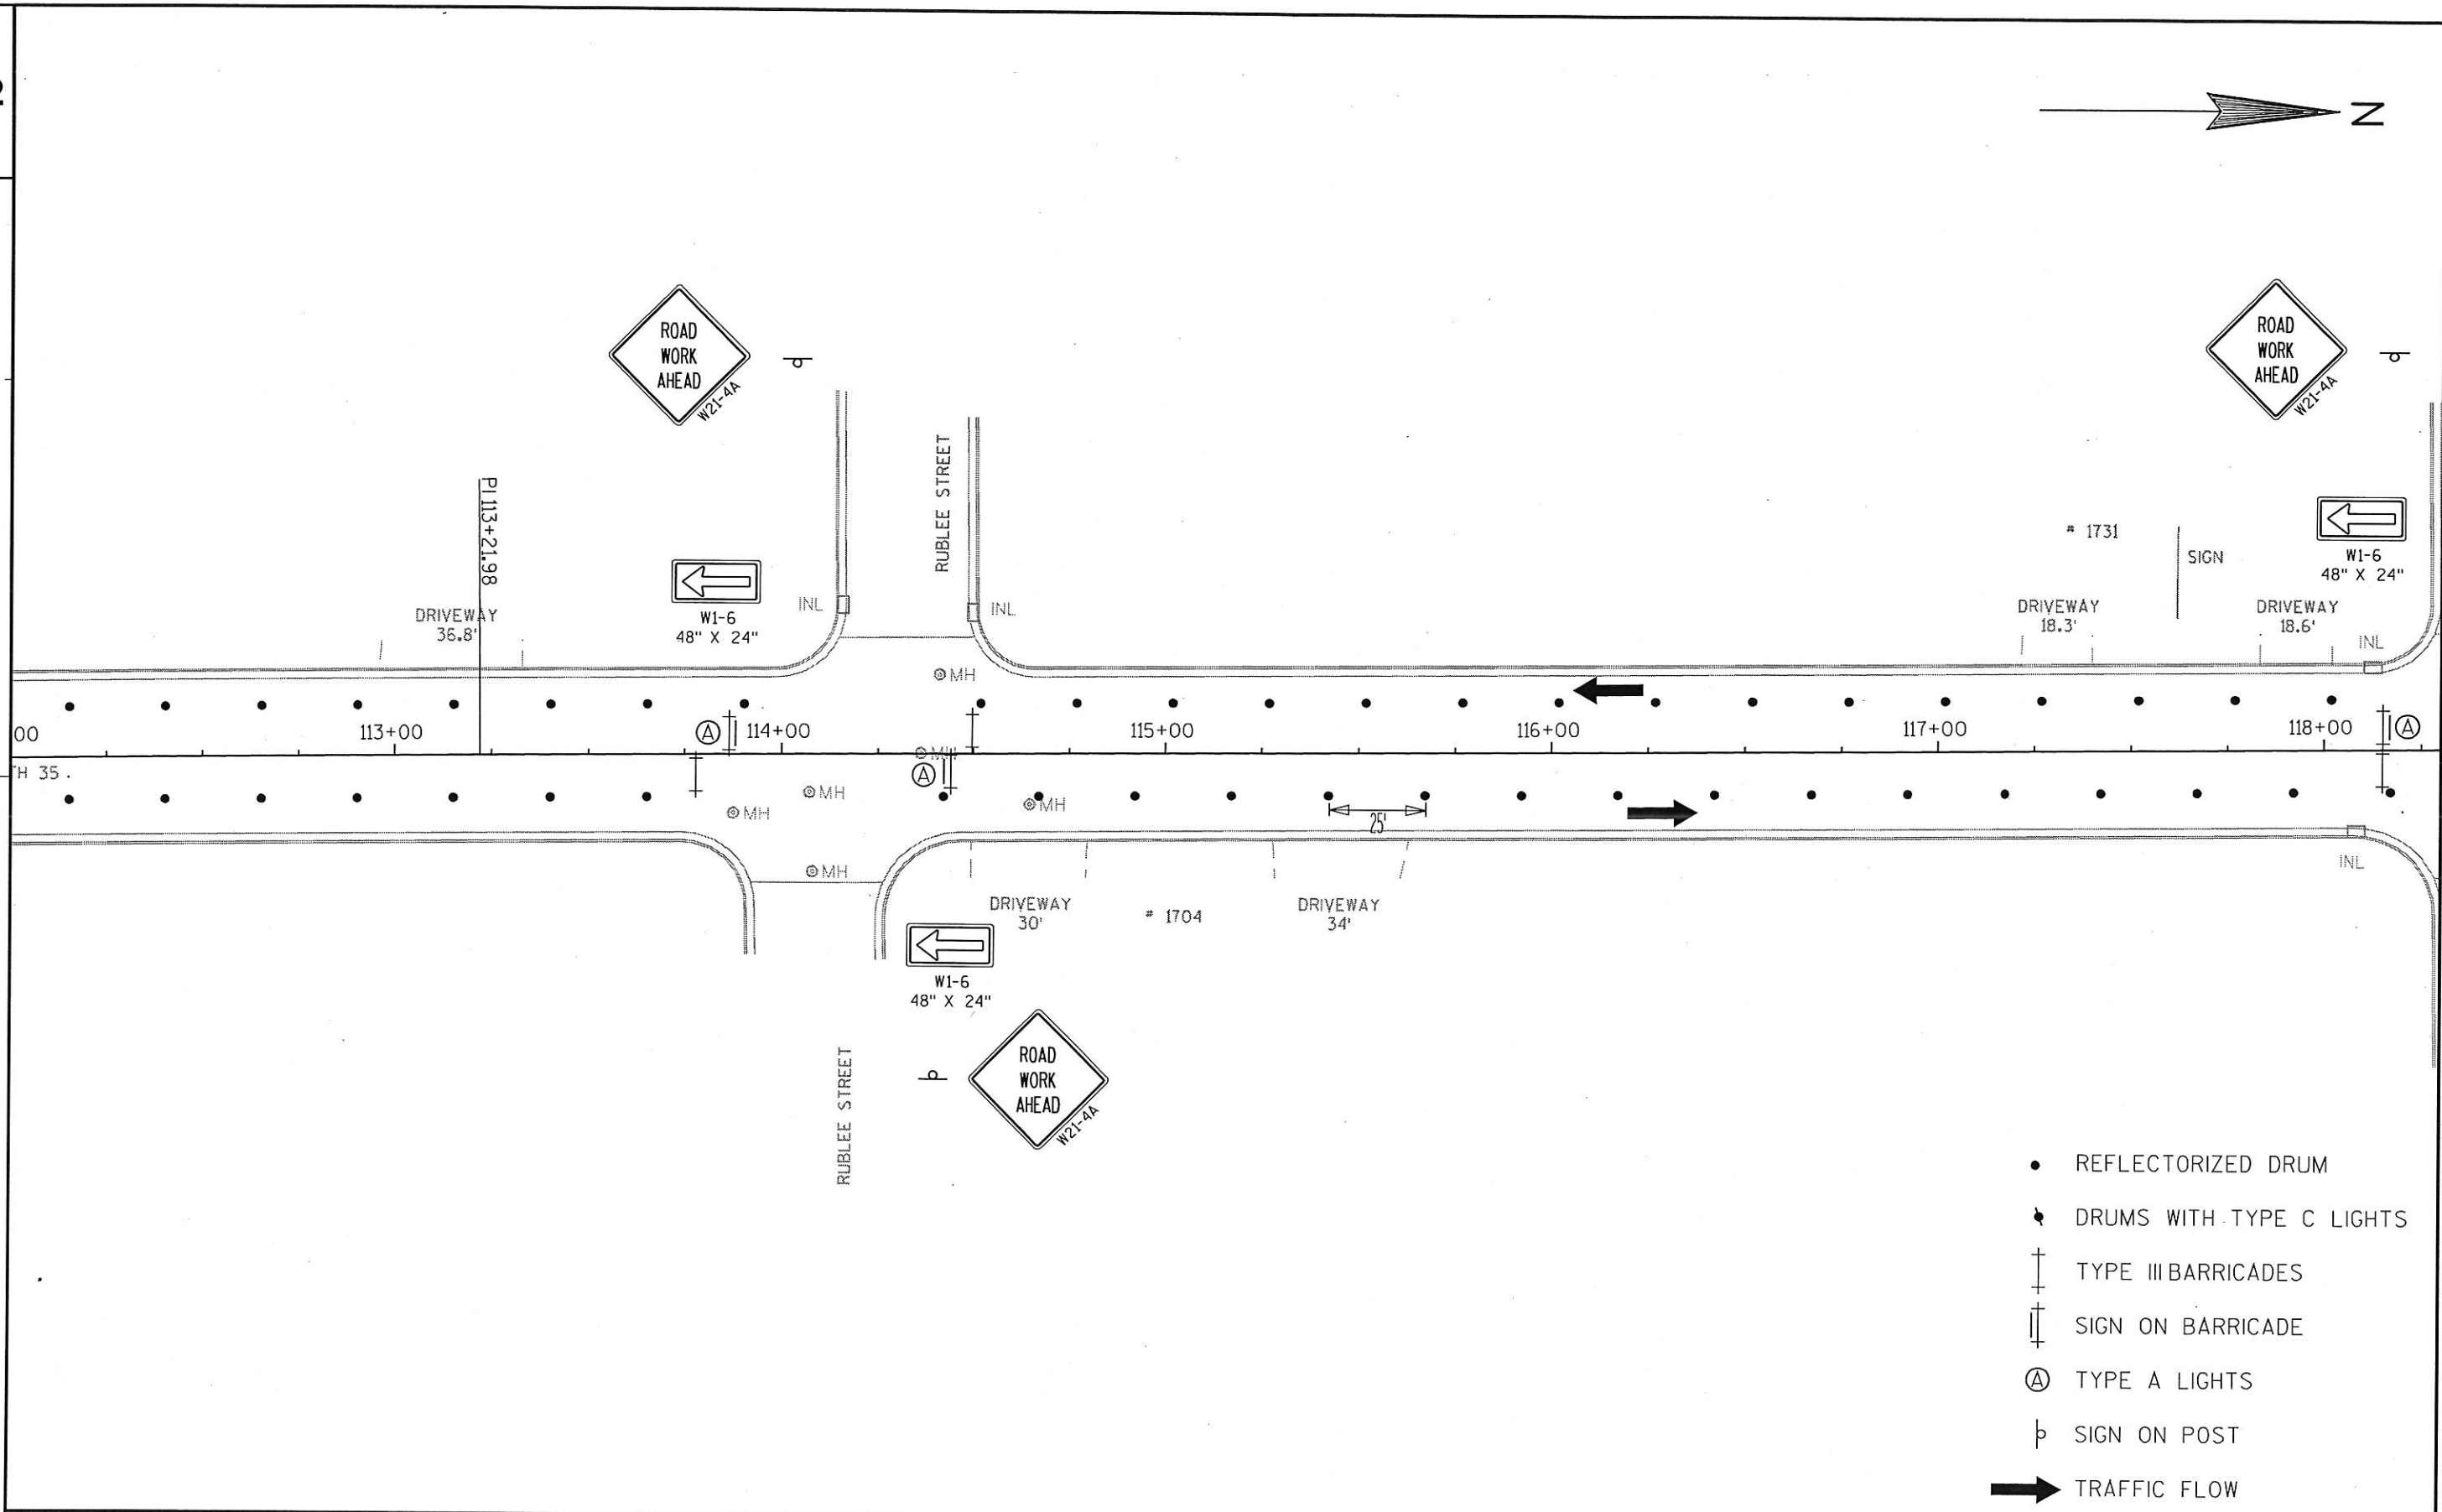 N
ROAD
WORK
AHEAD
W21-4A
ROAD
WORK
AHEAD
W21-4A
RUBLEE STREET
PI 113+21.98
# 1731
SIGN
W1-6
48" X 24"
W1-6
48" X 24"
INL
INL
DRIVEWAY
36.8'
DRIVEWAY
18.3'
DRIVEWAY
18.6'
INL
MH
00
113+00
A
114+00
115+00
116+00
117+00
118+00
A
MH
TH 35
A
MH
MH
MH
25'
MH
INL
DRIVEWAY
30'
# 1704
DRIVEWAY
34'
W1-6
48" X 24"
RUBLEE STREET
ROAD
WORK
AHEAD
W21-4A
REFLECTORIZED DRUM
DRUMS WITH TYPE C LIGHTS
TYPE III BARRICADES
SIGN ON BARRICADE
A TYPE A LIGHTS
SIGN ON POST
TRAFFIC FLOW